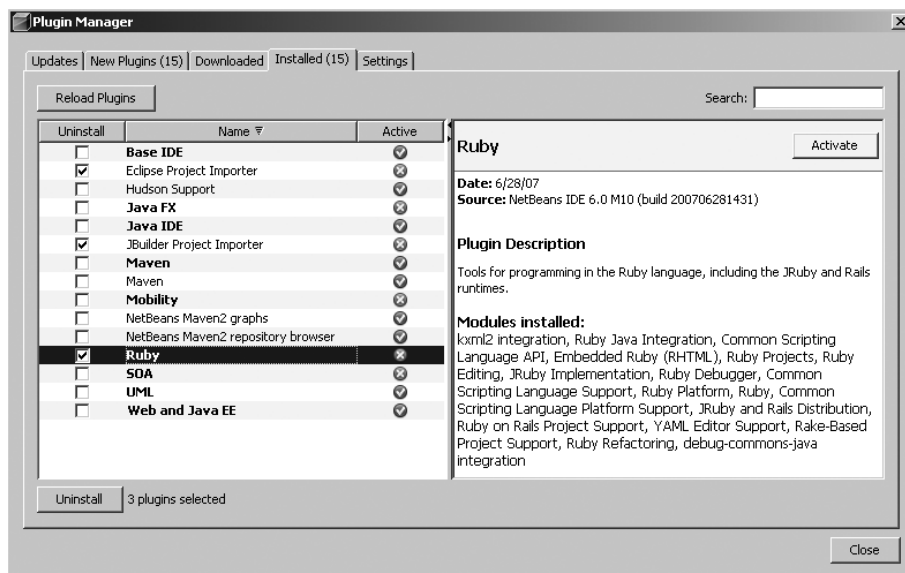 Plugin Manager
Updates New Plugins (15) Downloaded Installed (15) Settings
Reload Plugins
Search:
Uninstall Name Active
Base IDE
Eclipse Project Importer
Hudson Support
Java FX
Java IDE
JBuilder Project Importer
Maven
Maven
Mobility
NetBeans Maven2 graphs
NetBeans Maven2 repository browser
Ruby
SOA
UML
Web and Java EE
Uninstall 3 plugins selected
Ruby
Activate
Date: 6/28/07
Source: NetBeans IDE 6.0 M10 (build 200706281431)
Plugin Description
Tools for programming in the Ruby language, including the JRuby and Rails
runtimes.
Modules installed:
kxml2 integration, Ruby Java Integration, Common Scripting
Language API, Embedded Ruby (RHTML), Ruby Projects, Ruby
Editing, JRuby Implementation, Ruby Debugger, Common
Scripting Language Support, Ruby Platform, Ruby, Common
Scripting Language Platform Support, JRuby and Rails Distribution,
Ruby on Rails Project Support, YAML Editor Support, Rake-Based
Project Support, Ruby Refactoring, debug-commons-java
integration
Close